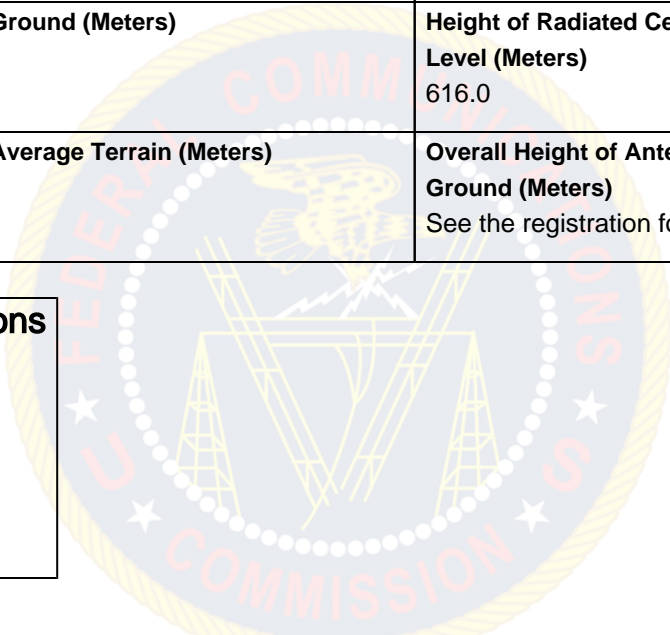 Ground (Meters)
Height of Radiated Ce
Level (Meters)
616.0
Average Terrain (Meters)
Overall Height of Ante
Ground (Meters)
See the registration fo
ons
FEDERAL COMMUNICATIONS
COMMISSION
U S